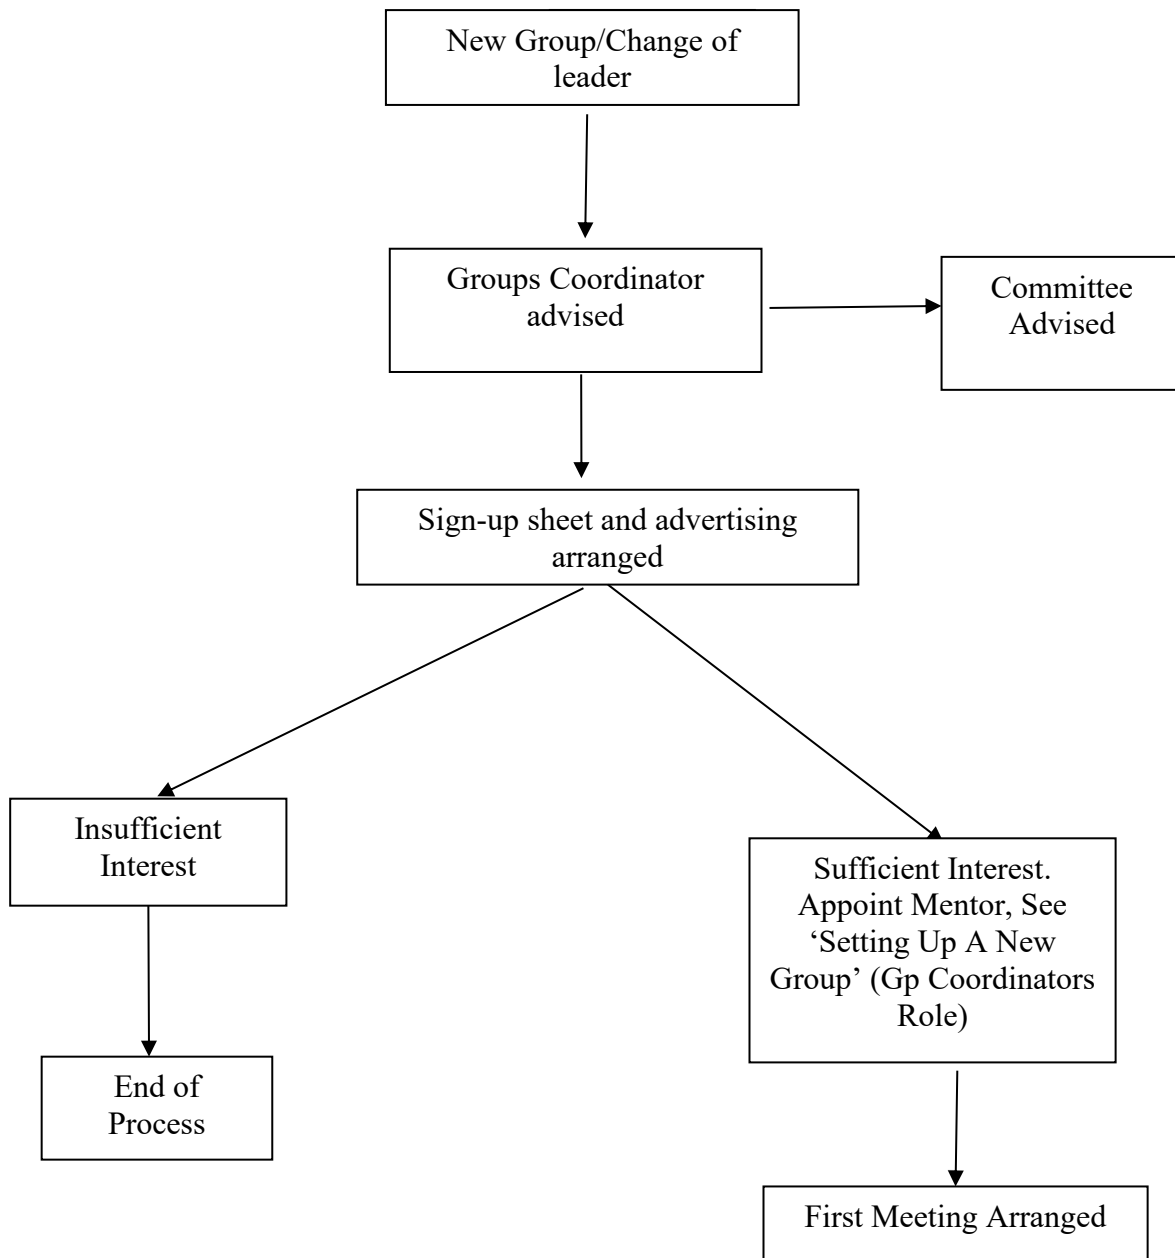 New Group/Change of
leader
Groups Coordinator
advised
Committee
Advised
Sign-up sheet and advertising
arranged
Insufficient
Interest
Sufficient Interest.
Appoint Mentor, See
‘Setting Up A New
Group’ (Gp Coordinators
Role)
End of
Process
First Meeting Arranged